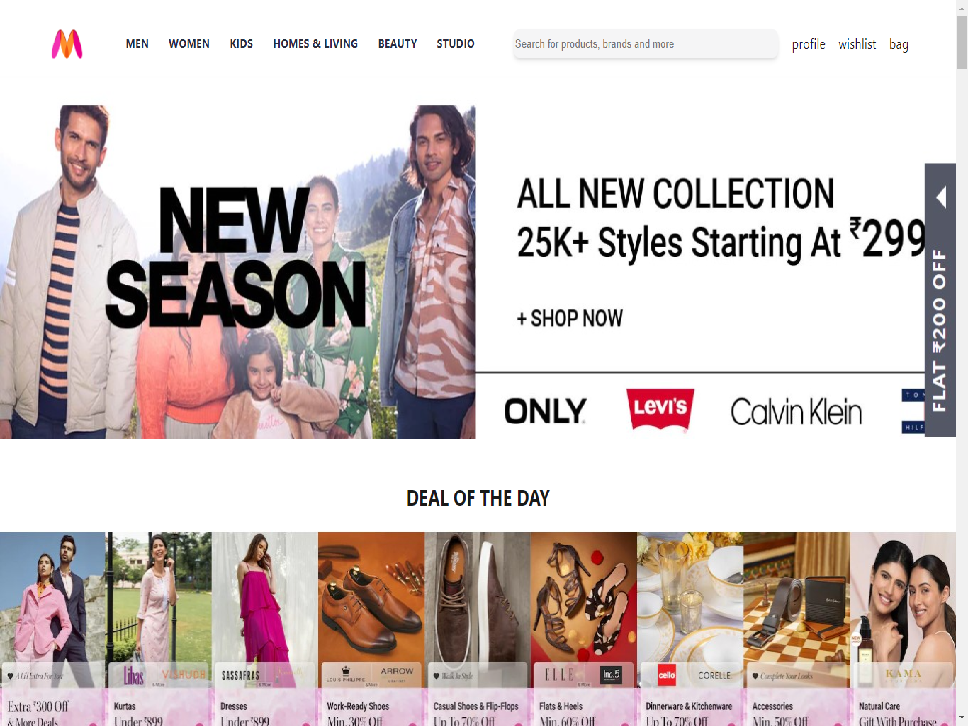 MEN WOMEN KIDS HOMES & LIVING BEAUTY STUDIO Search for products, brands and more profile wishlist bag
NEW
SEASON
ALL NEW COLLECTION
25K+ Styles Starting At ₹299
+ SHOP NOW
ONLY Levi's Calvin Klein
FLAT ₹200 OFF
DEAL OF THE DAY
Libas SASSAFRAS LOUIS PHILIPPE ARROW Walk In Style ELLE inc.5 cello CORELLE Complete Your Looks KAMA
Extra ₹300 Off
& More Deals
Kurtas
Under ₹899
Dresses
Under ₹899
Work-Ready Shoes
Min. 30% Off
Casual Shoes & Flip-Flops
Up To 70% Off
Flats & Heels
Min. 60% Off
Dinnerware & Kitchenware
Up To 70% Off
Accessories
Min. 50% Off
Natural Care
Gift With Purchase